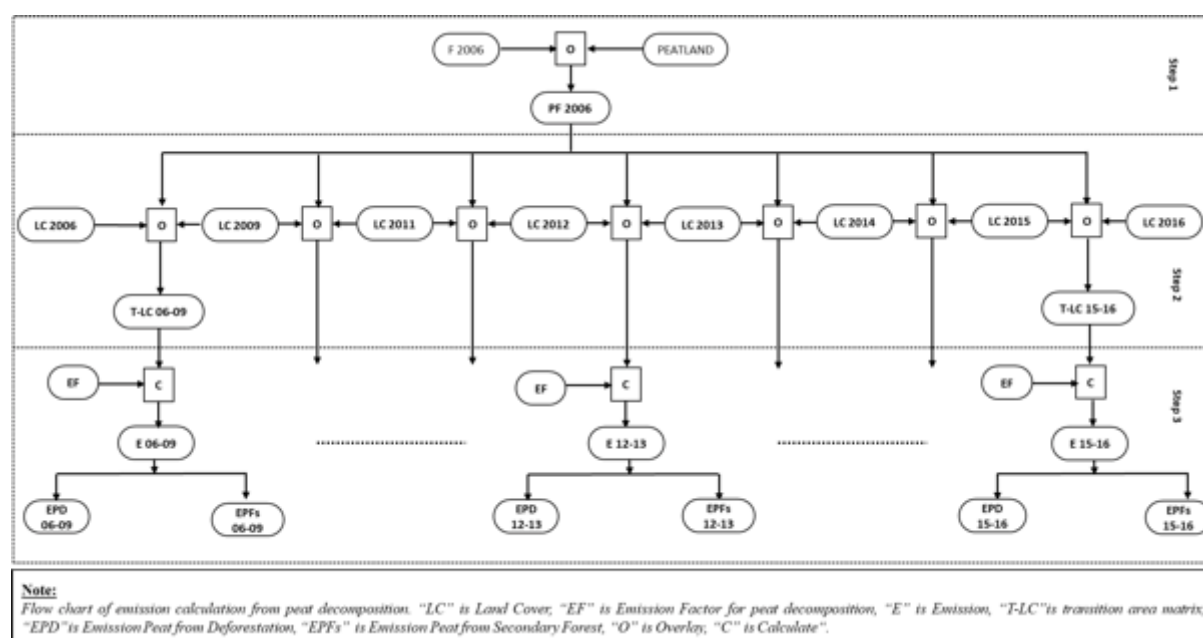 F 2006
O
PEATLAND
Step 1
PF 2006
LC 2006
O
LC 2009
O
LC 2011
O
LC 2012
O
LC 2013
O
LC 2014
O
LC 2015
O
LC 2016
Step 2
T-LC 06-09
T-LC 15-16
EF
C
EF
C
EF
C
Step 3
E 06-09
E 12-13
E 15-16
EPD
06-09
EPFs
06-09
EPD
12-13
EPFs
12-13
EPD
15-16
EPFs
15-16
Note:
Flow chart of emission calculation from peat decomposition. “LC” is Land Cover, “EF” is Emission Factor for peat decomposition, “E” is Emission, “T-LC”is transition area matrix,
“EPD”is Emission Peat from Deforestation, “EPFs” is Emission Peat from Secondary Forest, “O” is Overlay, “C” is Calculate“.